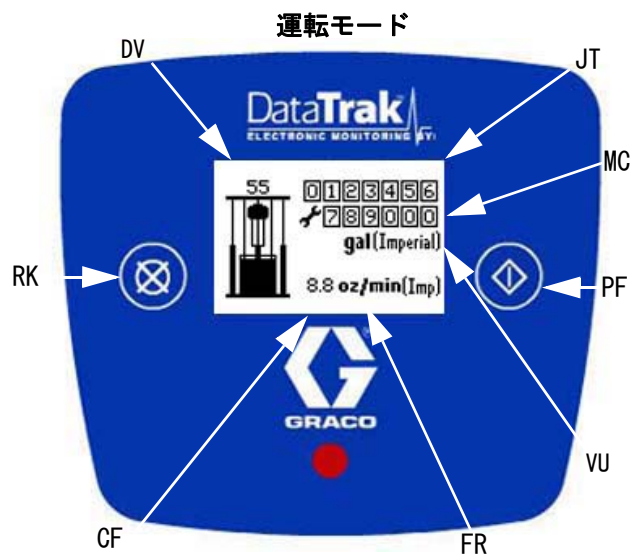 運転モード
DV
JT
DataTrak
ELECTRONIC MONITORING SY
MC
55
0123456
789000
gal(Imperial)
RK
PF
8.8 oz/min(Imp)
GRACO
VU
CF
FR